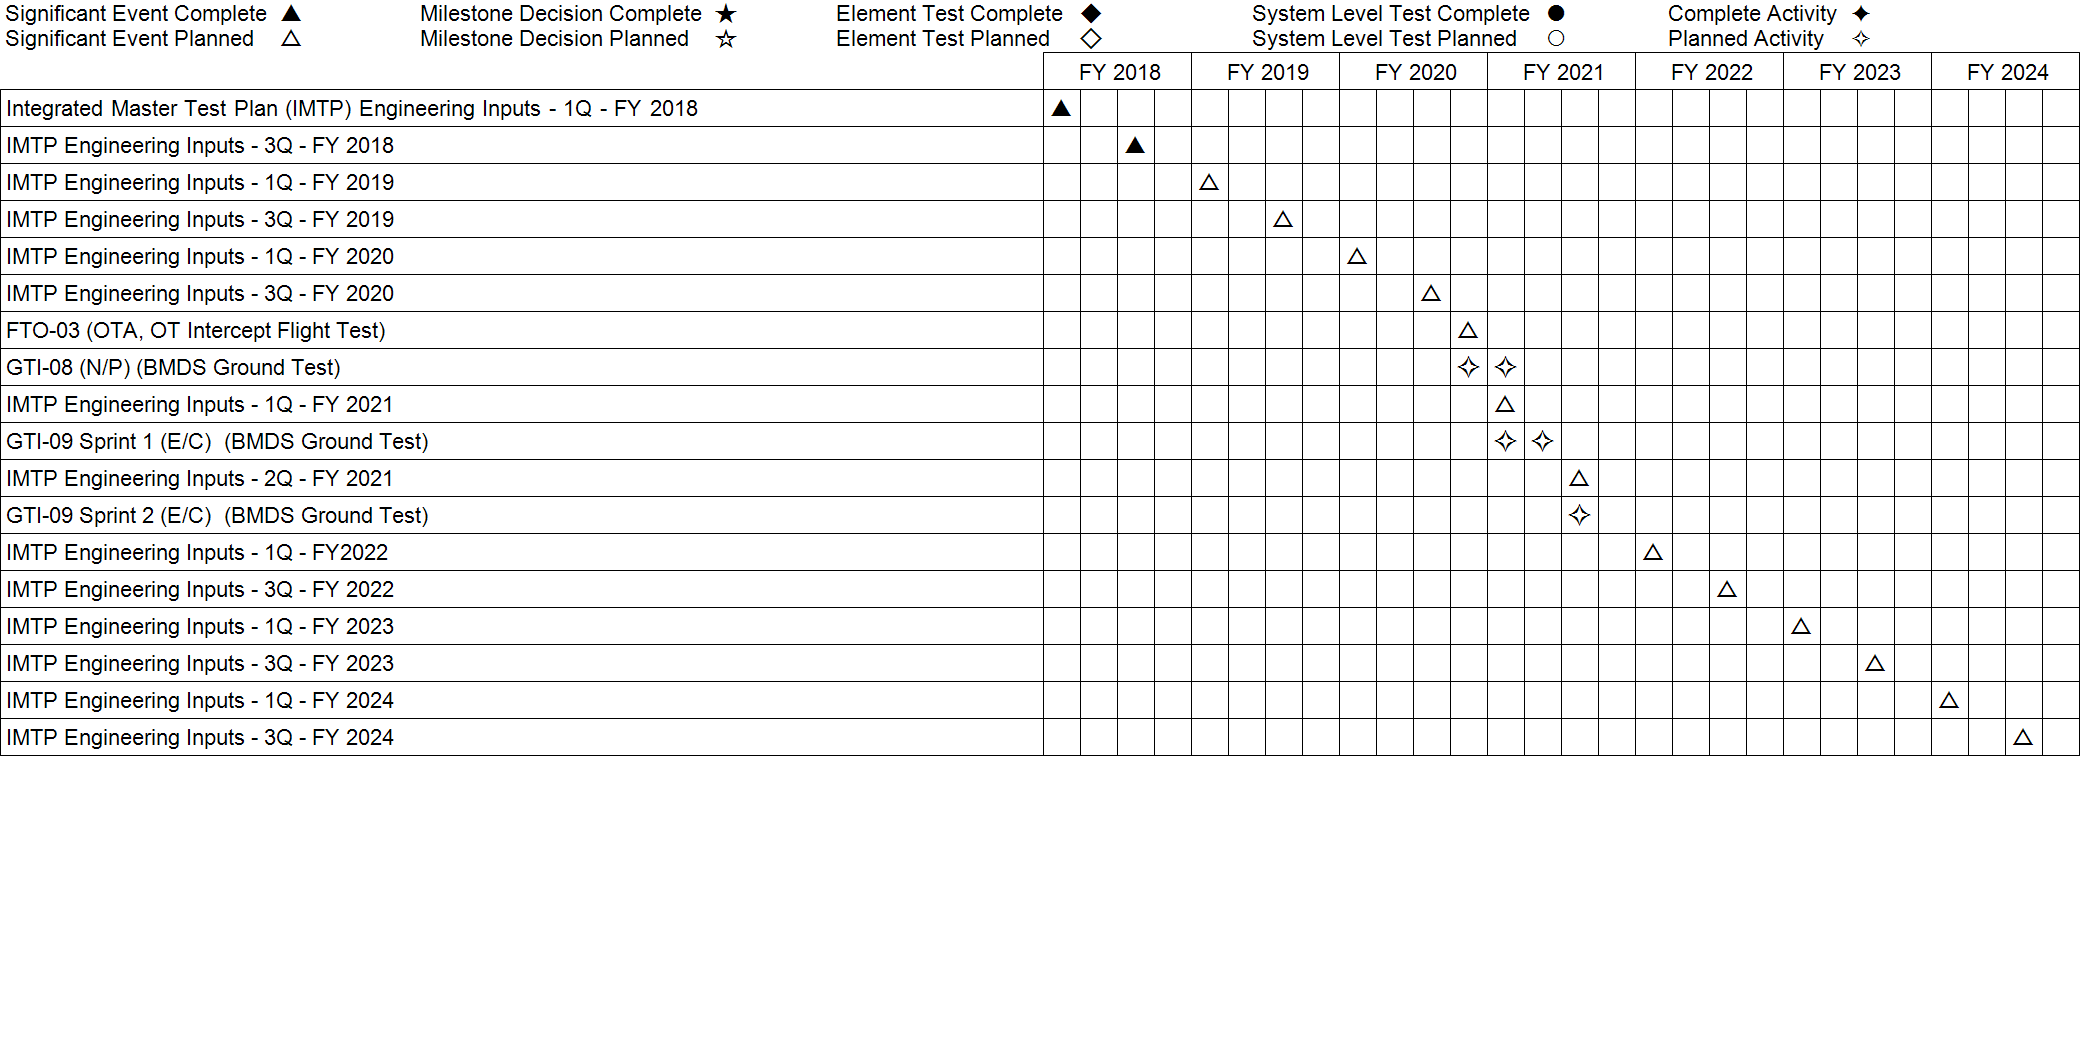 Significant Event Complete ▲ Milestone Decision Complete ★ Element Test Complete ◆ System Level Test Complete ● Complete Activity ✦
Significant Event Planned △ Milestone Decision Planned ☆ Element Test Planned ◇ System Level Test Planned ○ Planned Activity ✧
FY 2018 FY 2019 FY 2020 FY 2021 FY 2022 FY 2023 FY 2024
Integrated Master Test Plan (IMTP) Engineering Inputs - 1Q - FY 2018 ▲
IMTP Engineering Inputs - 3Q - FY 2018 ▲
IMTP Engineering Inputs - 1Q - FY 2019 △
IMTP Engineering Inputs - 3Q - FY 2019 △
IMTP Engineering Inputs - 1Q - FY 2020 △
IMTP Engineering Inputs - 3Q - FY 2020 △
FTO-03 (OTA, OT Intercept Flight Test) △
GTI-08 (N/P) (BMDS Ground Test) ✧ ✧
IMTP Engineering Inputs - 1Q - FY 2021 △
GTI-09 Sprint 1 (E/C) (BMDS Ground Test) ✧ ✧
IMTP Engineering Inputs - 2Q - FY 2021 △
GTI-09 Sprint 2 (E/C) (BMDS Ground Test) ✧
IMTP Engineering Inputs - 1Q - FY2022 △
IMTP Engineering Inputs - 3Q - FY 2022 △
IMTP Engineering Inputs - 1Q - FY 2023 △
IMTP Engineering Inputs - 3Q - FY 2023 △
IMTP Engineering Inputs - 1Q - FY 2024 △
IMTP Engineering Inputs - 3Q - FY 2024 △